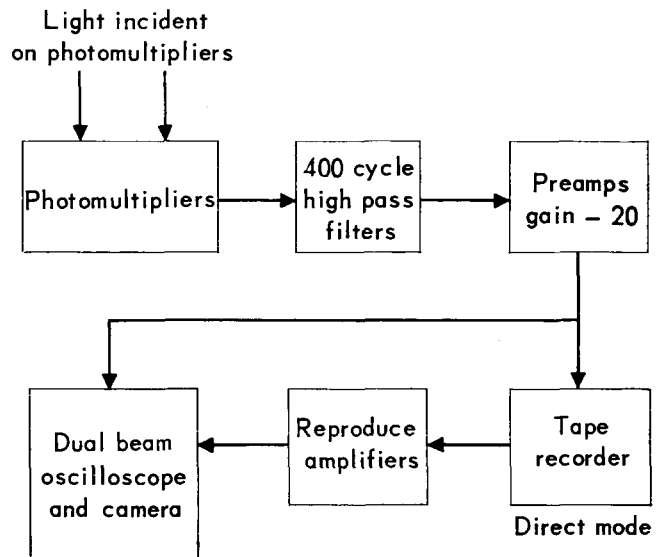 Light incident
on photomultipliers
Photomultipliers
400 cycle
high pass
filters
Preamps
gain – 20
Dual beam
oscilloscope
and camera
Reproduce
amplifiers
Tape
recorder
Direct mode